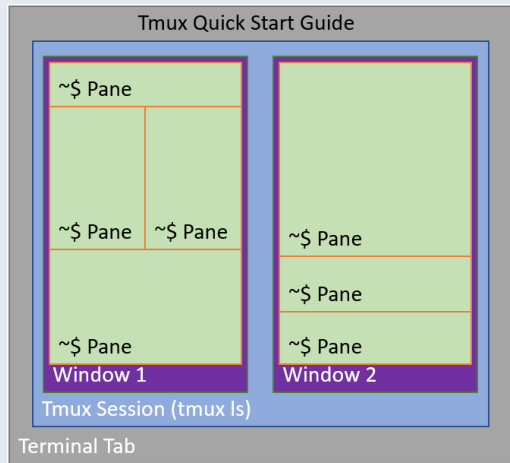 Tmux Quick Start Guide
~$ Pane
~$ Pane
~$ Pane
~$ Pane
Window 1
~$ Pane
~$ Pane
~$ Pane
Window 2
Tmux Session (tmux ls)
Terminal Tab